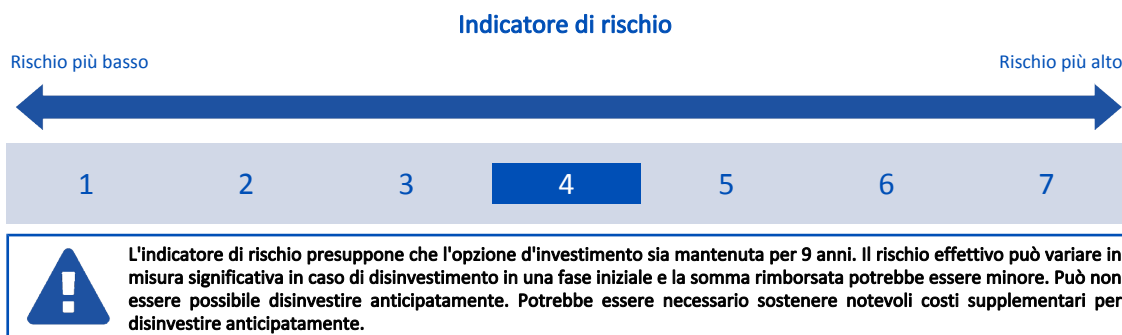 Indicatore di rischio
Rischio più basso Rischio più alto
1 2 3 4 5 6 7
L'indicatore di rischio presuppone che l'opzione d'investimento sia mantenuta per 9 anni. Il rischio effettivo può variare in
misura significativa in caso di disinvestimento in una fase iniziale e la somma rimborsata potrebbe essere minore. Può non
essere possibile disinvestire anticipatamente. Potrebbe essere necessario sostenere notevoli costi supplementari per
disinvestire anticipatamente.